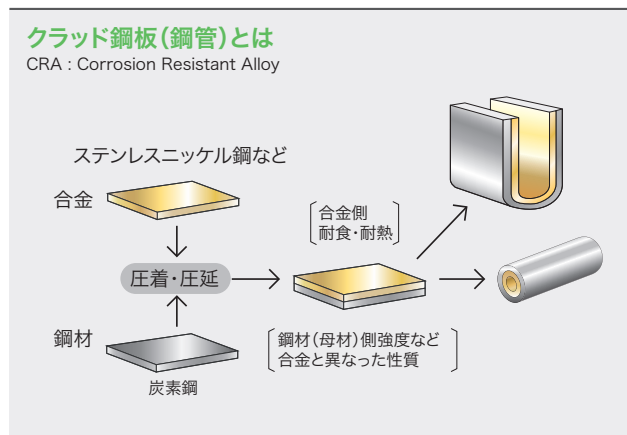 クラッド鋼板（鋼管）とは
CRA : Corrosion Resistant Alloy
ステンレスニッケル鋼など
合金
合金側
耐食・耐熱
圧着・圧延
鋼材
鋼材（母材）側強度など
合金と異なった性質
炭素鋼